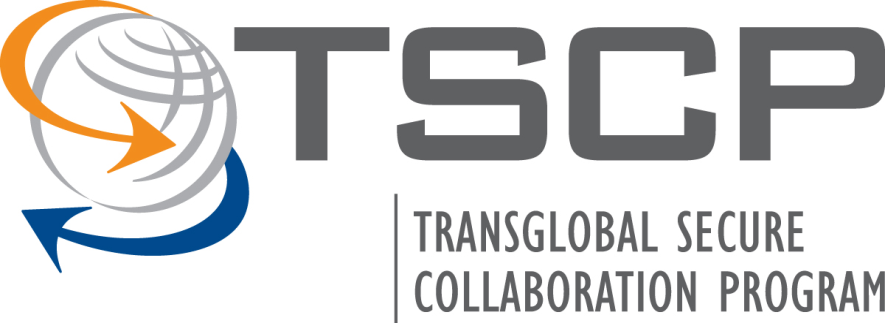 TSCP
TRANSGLOBAL SECURE
COLLABORATION PROGRAM